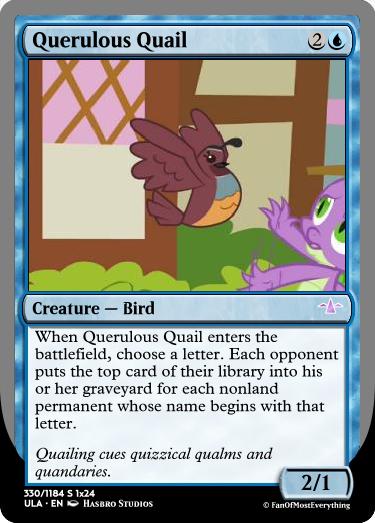 Querulous Quail 2
Creature — Bird
When Querulous Quail enters the
battlefield, choose a letter. Each opponent
puts the top card of their library into his
or her graveyard for each nonland
permanent whose name begins with that
letter.
Quailing cues quizzical qualms and
quandaries.
2/1
330/1184 S 1x24
ULA • EN Hasbro Studios
© FanOfMostEverything